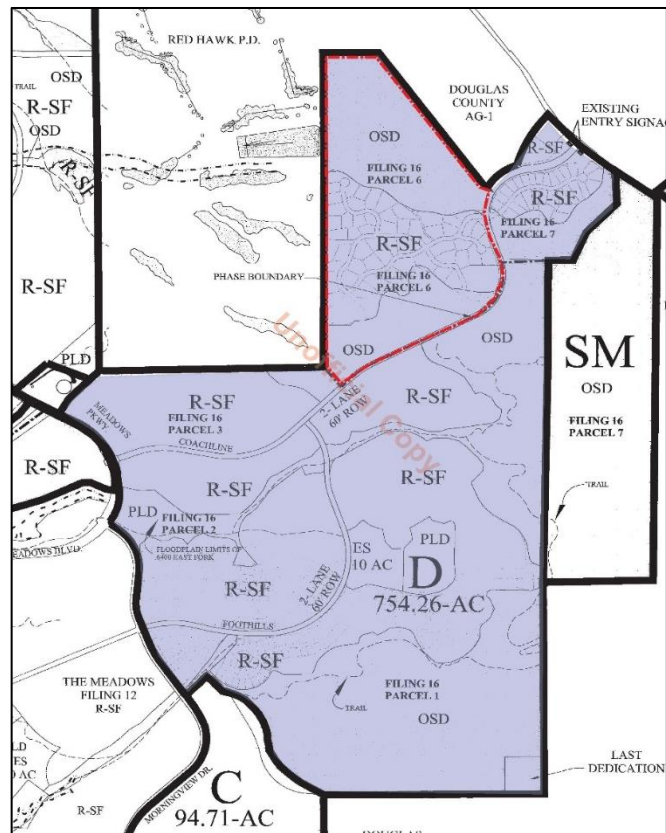 RED HAWK P.D.
OSD
TRAIL
R-SF
OSD
R-SF
DOUGLAS
COUNTY
AG-1
EXISTING
ENTRY SIGNAG
OSD
R-SF
FILING 16
PARCEL 6
R-SF
FILING 16
PARCEL 7
R-SF
FILING 16
PARCEL 6
R-SF
PHASE BOUNDARY
OSD
OSD
SM
OSD
FILING 16
PARCEL 7
PLD
Unofficial Copy
R-SF
FILING 16
PARCEL 3
MEADOWS
PKWY
COACHLINE
2- LANE
60' ROW
R-SF
R-SF
R-SF
R-SF
TRAIL
PLD
FILING 16
PARCEL 2
FLOODPLAIN LIMITS OF
6400 EAST FORK
EADOWS BLVD.
ES
10 AC
PLD
D
754.26-AC
R-SF
2- LANE
60' ROW
FOOTHILLS
R-SF
THE MEADOWS
FILING 12
R-SF
FILING 16
PARCEL 1
TRAIL
OSD
LD
ES
0 AC
LAST
DEDICATION
MORNINGVIEW DR.
C
94.71-AC
R-SF
DOUGLAS